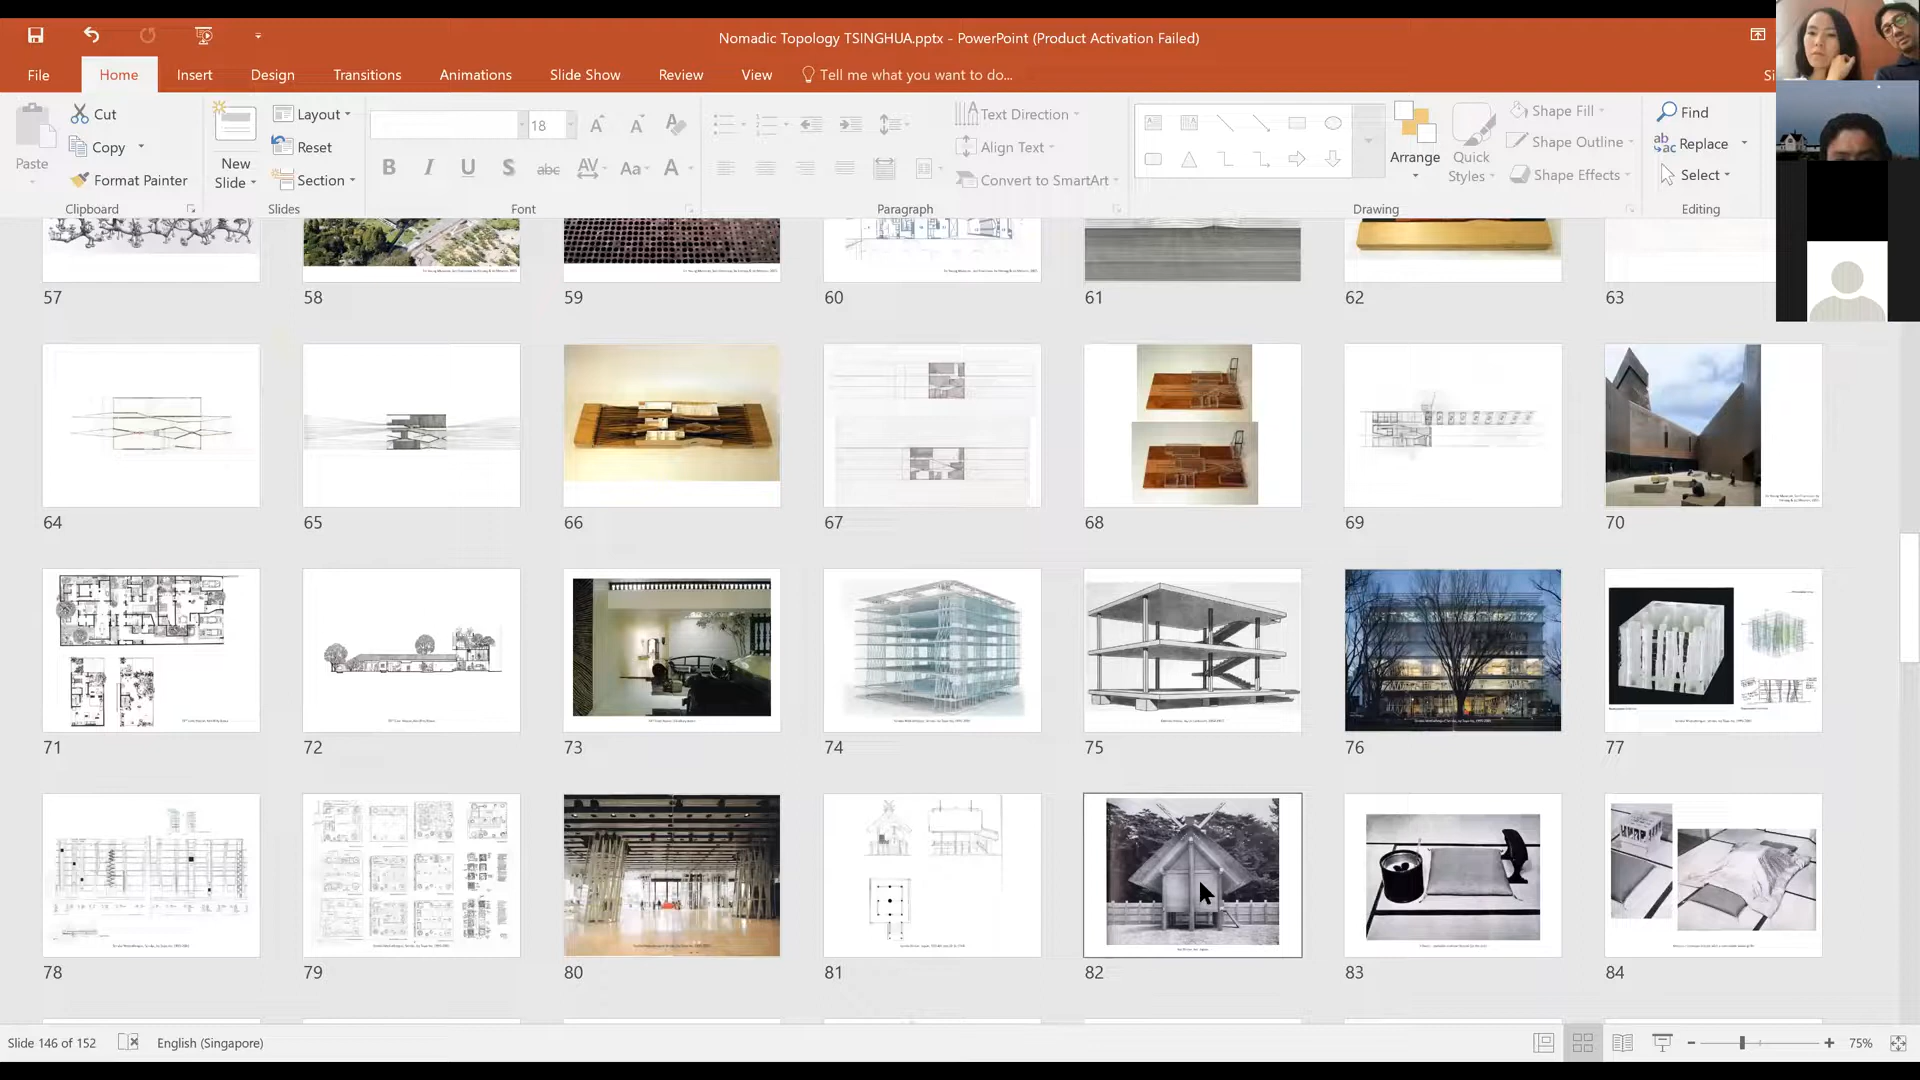 Nomadic Topology TSINGHUA.pptx - PowerPoint (Product Activation Failed)
File
Home
Insert
Design
Transitions
Animations
Slide Show
Review
View
Tell me what you want to do...
Si
Paste
Cut
Copy
Format Painter
Clipboard
New
Slide
Layout
Reset
Section
Slides
18
B I U S abc AV Aa A
Font
Text Direction
Align Text
Convert to SmartArt
Paragraph
Arrange
Quick
Styles
Shape Fill
Shape Outline
Shape Effects
Drawing
Find
Replace
Select
Editing
57
58
59
60
61
62
63
64
65
66
67
68
69
70
71
72
73
74
75
76
77
78
79
80
81
82
83
84
Slide 146 of 152
English (Singapore)
75%